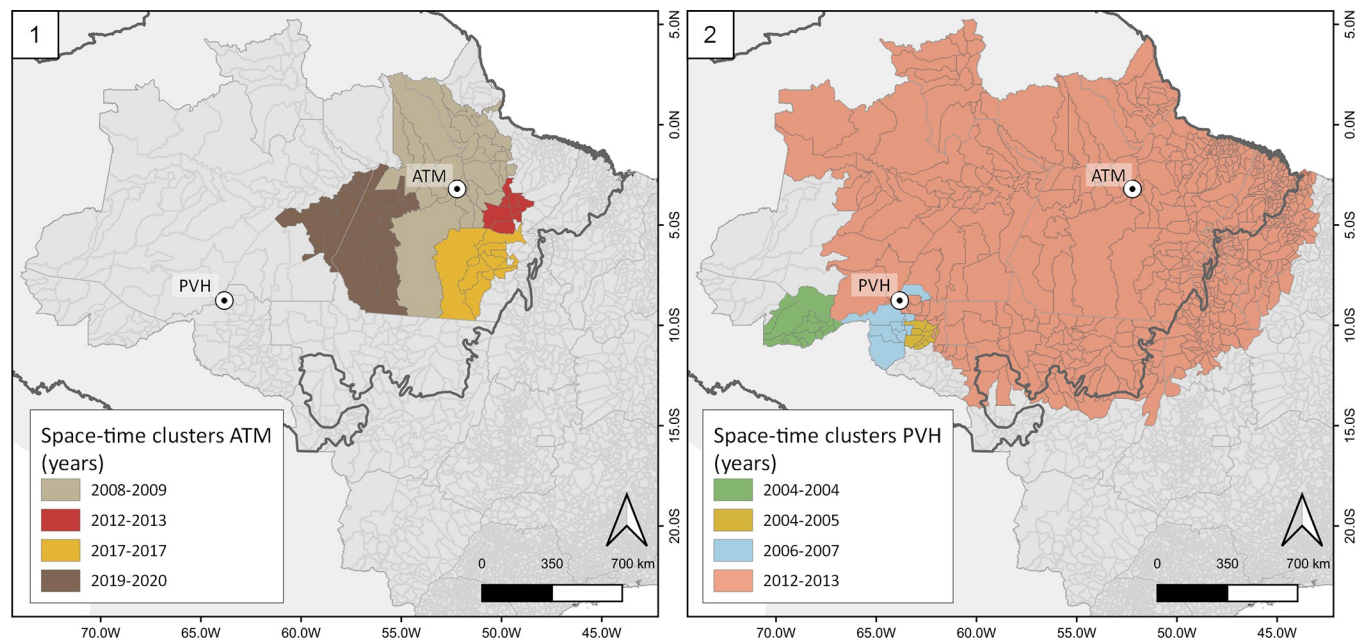 1
ATM
PVH
Space-time clusters ATM
(years)
2008-2009
2012-2013
2017-2017
2019-2020
0 350 700 km
70.0W 65.0W 60.0W 55.0W 50.0W 45.0W
5.0N
0.0N
5.0S
10.0S
15.0S
20.0S
2
ATM
PVH
Space-time clusters PVH
(years)
2004-2004
2004-2005
2006-2007
2012-2013
0 350 700 km
70.0W 65.0W 60.0W 55.0W 50.0W 45.0W
5.0N
0.0N
5.0S
10.0S
15.0S
20.0S